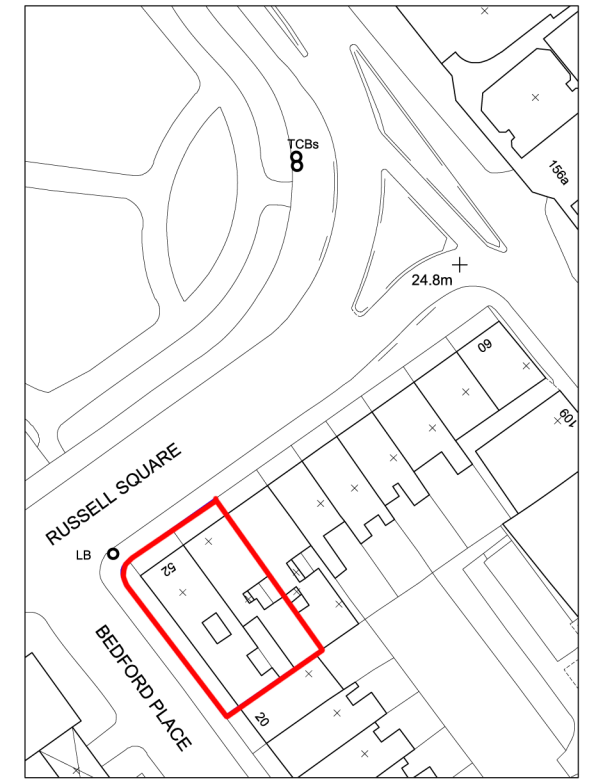 TCBs
156a
24.8m
60
109
RUSSELL SQUARE
LB
52
BEDFORD PLACE
20